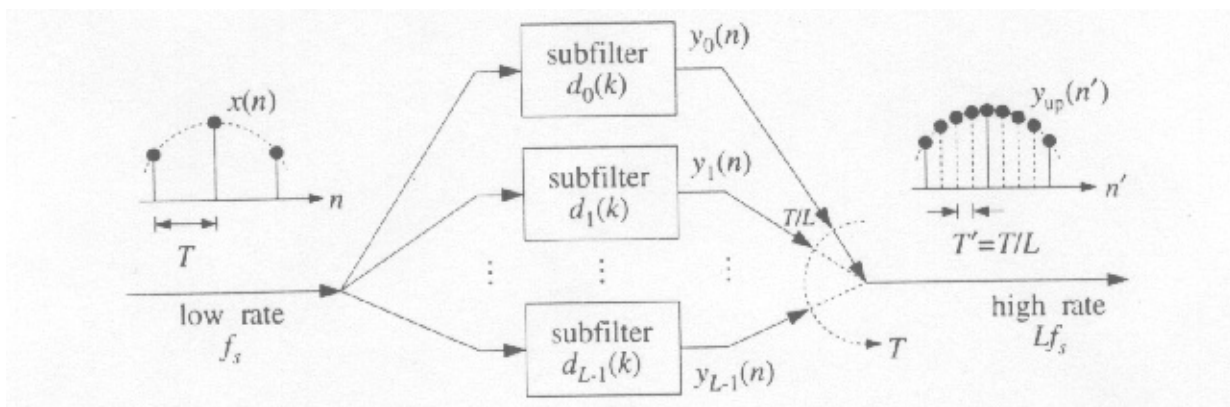 x(n)
n
T
low rate
f_s
subfilter
d_0(k)
y_0(n)
subfilter
d_1(k)
y_1(n)
⋮ ⋮ ⋮
subfilter
d_{L-1}(k)
y_{L-1}(n)
T/L
T
y_up(n')
n'
T'=T/L
high rate
Lf_s